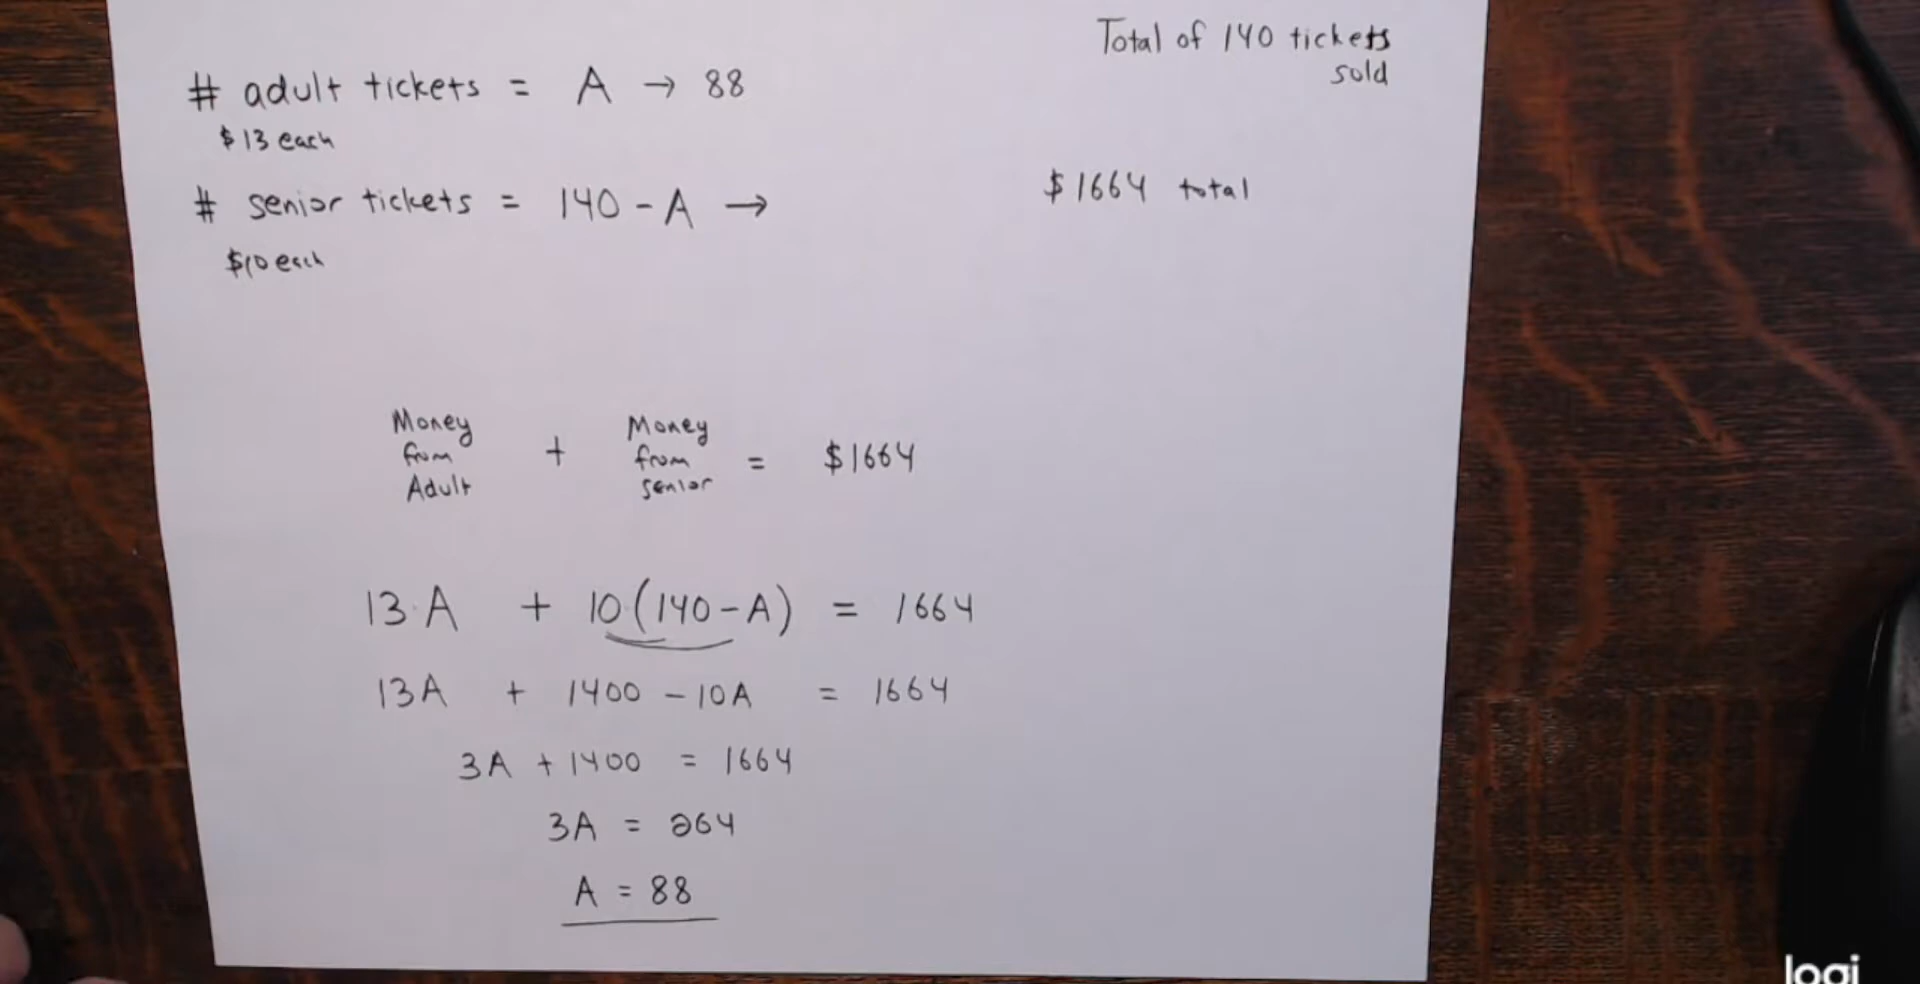 Total of 140 tickets
sold
# adult tickets = A → 88
$13 each
# senior tickets = 140 - A →
$1664 total
$10 each
Money from Adult + Money from senior = $1664
13·A + 10·(140-A) = 1664
13A + 1400 - 10A = 1664
3A + 1400 = 1664
3A = 264
A = 88
logi